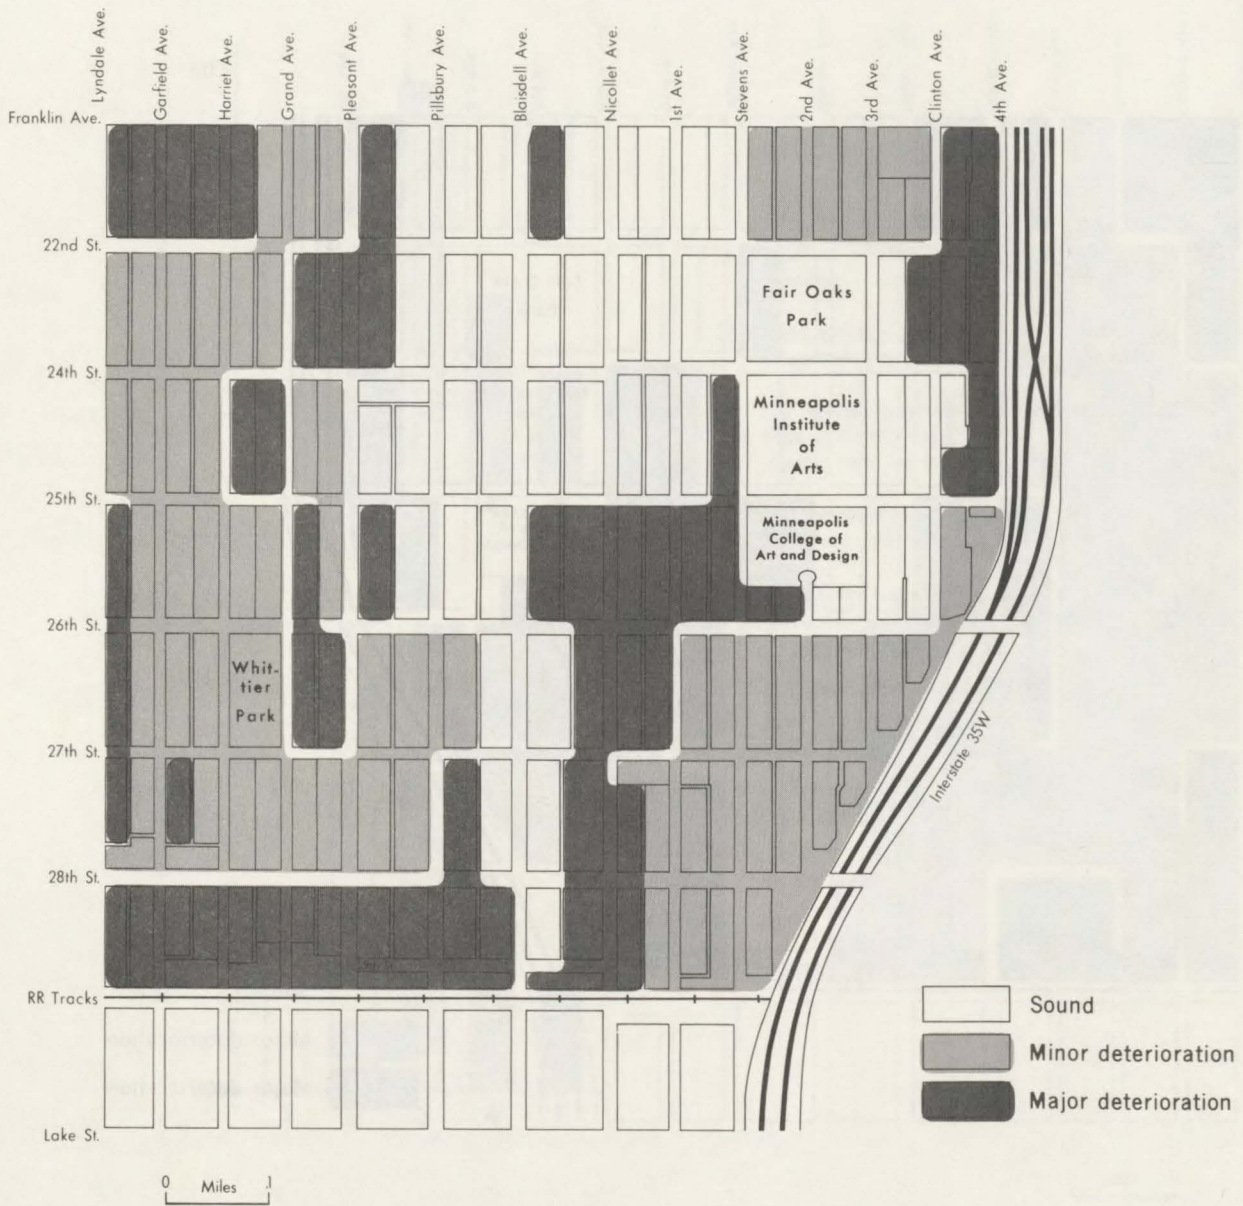 Lyndale Ave.
Garfield Ave.
Harriet Ave.
Grand Ave.
Pleasant Ave.
Pillsbury Ave.
Blaisdell Ave.
Nicollet Ave.
1st Ave.
Stevens Ave.
2nd Ave.
3rd Ave.
Clinton Ave.
4th Ave.
Franklin Ave.
22nd St.
Fair Oaks
Park
24th St.
Minneapolis
Institute
of
Arts
25th St.
Minneapolis
College of
Art and Design
26th St.
Whit-
tier
Park
27th St.
Interstate 35W
28th St.
RR Tracks
Sound
Minor deterioration
Major deterioration
Lake St.
0 Miles .1